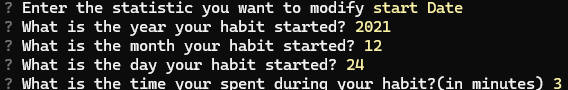 ? Enter the statistic you want to modify start Date
? What is the year your habit started? 2021
? What is the month your habit started? 12
? What is the day your habit started? 24
? What is the time your spent during your habit?(in minutes) 3